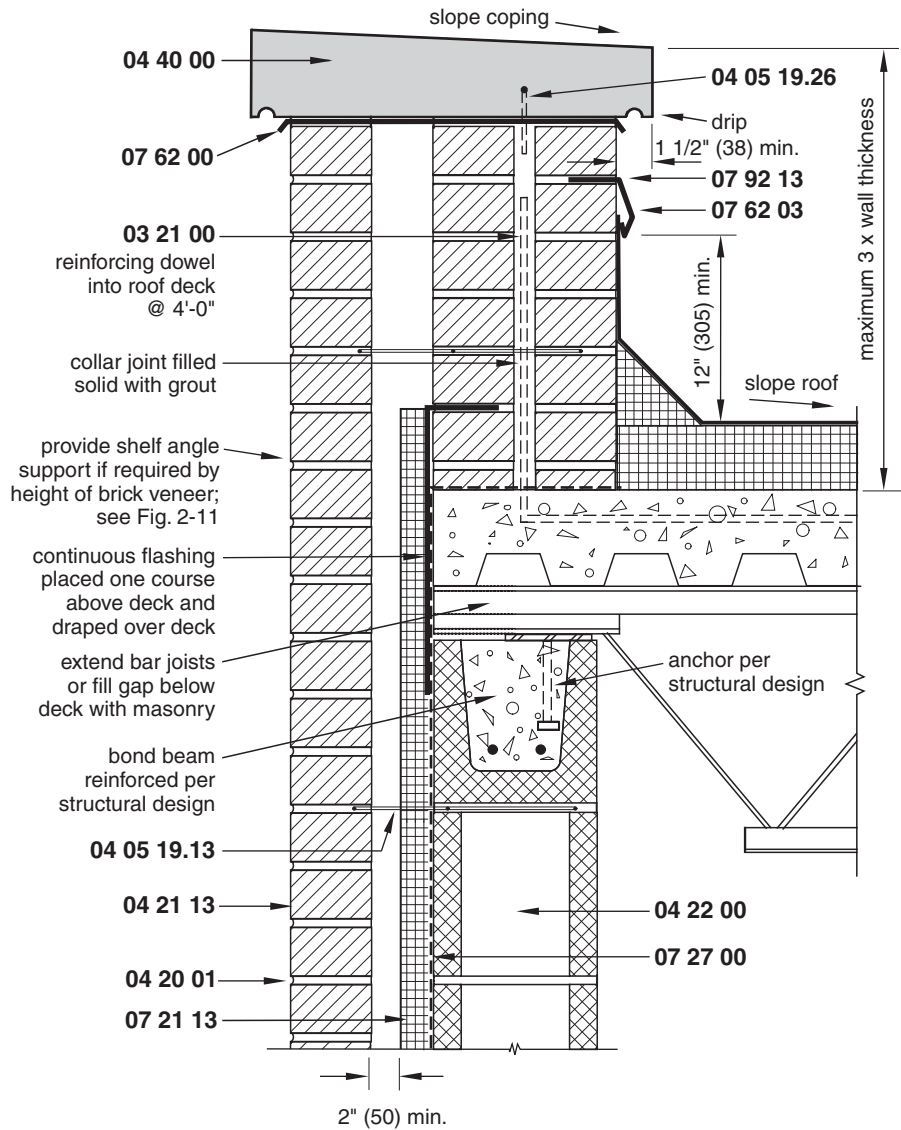 slope coping
04 40 00
04 05 19.26
drip
07 62 00
1 1/2" (38) min.
07 92 13
07 62 03
03 21 00
reinforcing dowel
into roof deck
@ 4'-0"
maximum 3 x wall thickness
12" (305) min.
collar joint filled
solid with grout
slope roof
provide shelf angle
support if required by
height of brick veneer;
see Fig. 2-11
continuous flashing
placed one course
above deck and
draped over deck
extend bar joists
or fill gap below
deck with masonry
anchor per
structural design
bond beam
reinforced per
structural design
04 05 19.13
04 21 13
04 22 00
07 27 00
04 20 01
07 21 13
2" (50) min.